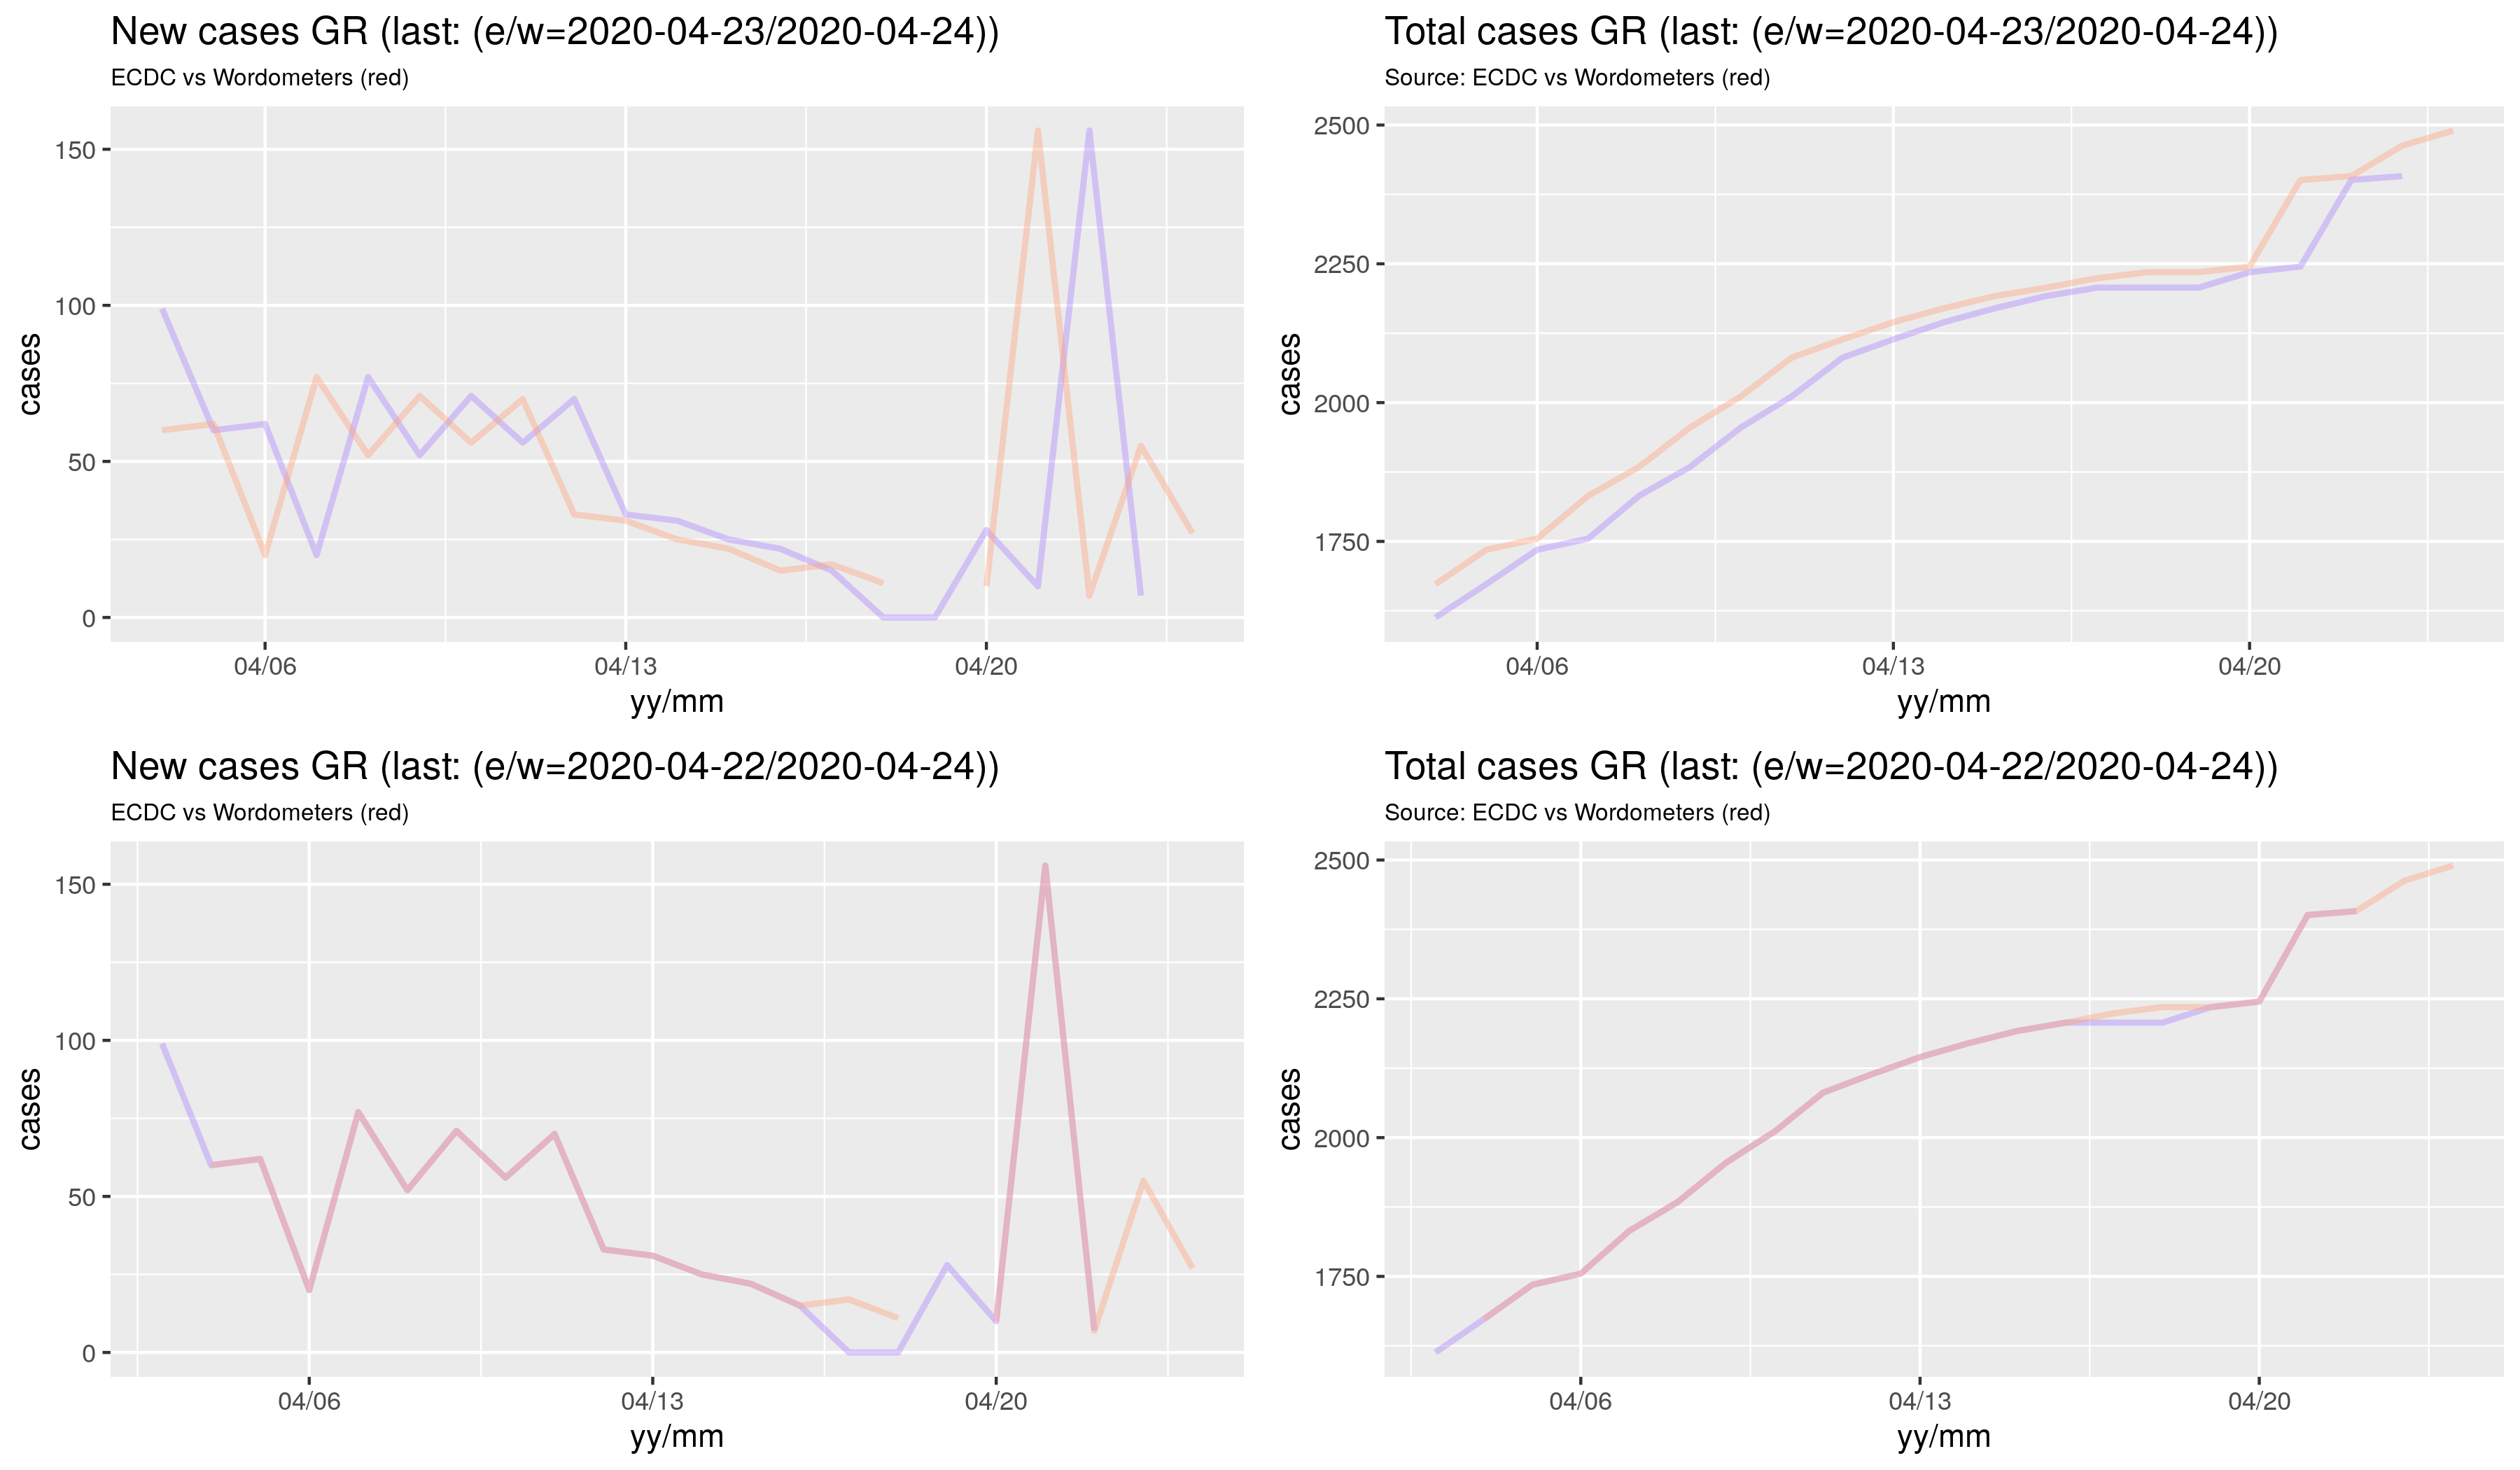 New cases GR (last: (e/w=2020-04-23/2020-04-24))
ECDC vs Wordometers (red)
150
100
50
0
cases
04/06
04/13
04/20
yy/mm
Total cases GR (last: (e/w=2020-04-23/2020-04-24))
Source: ECDC vs Wordometers (red)
2500
2250
2000
1750
cases
04/06
04/13
04/20
yy/mm
New cases GR (last: (e/w=2020-04-22/2020-04-24))
ECDC vs Wordometers (red)
150
100
50
0
cases
04/06
04/13
04/20
yy/mm
Total cases GR (last: (e/w=2020-04-22/2020-04-24))
Source: ECDC vs Wordometers (red)
2500
2250
2000
1750
cases
04/06
04/13
04/20
yy/mm